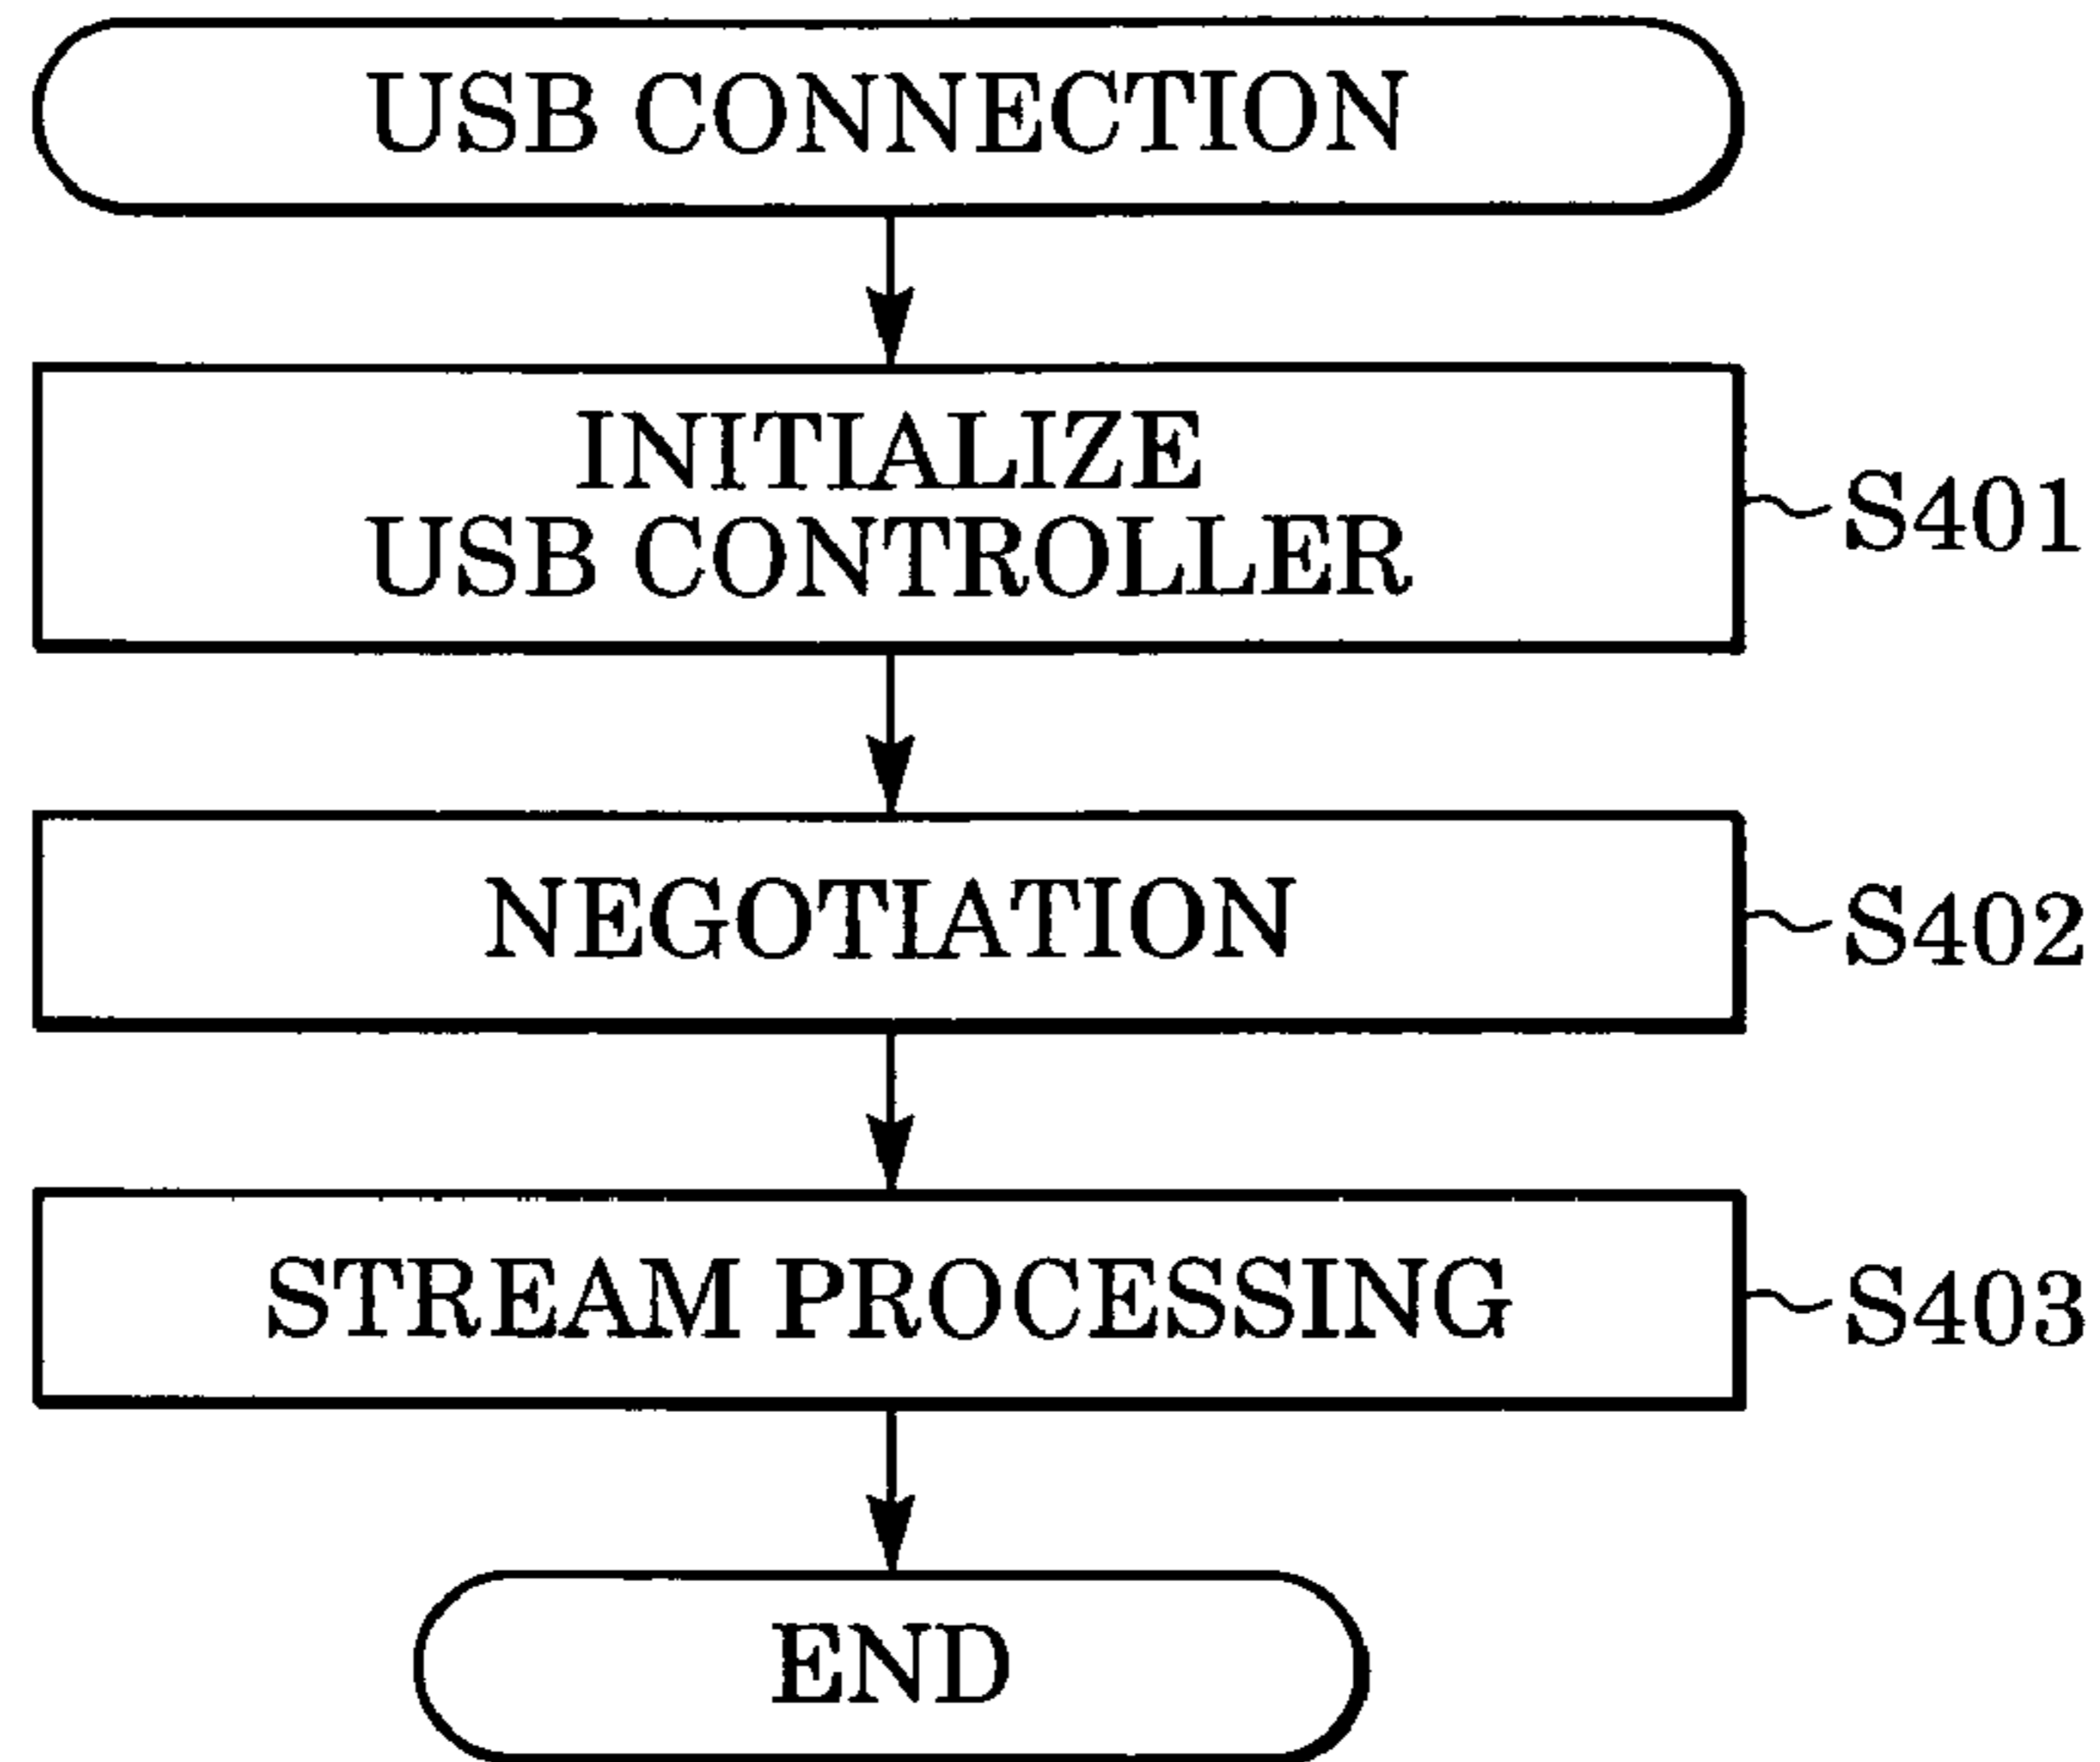 USB CONNECTION
INITIALIZE
USB CONTROLLER
S401
NEGOTIATION
S402
STREAM PROCESSING
S403
END